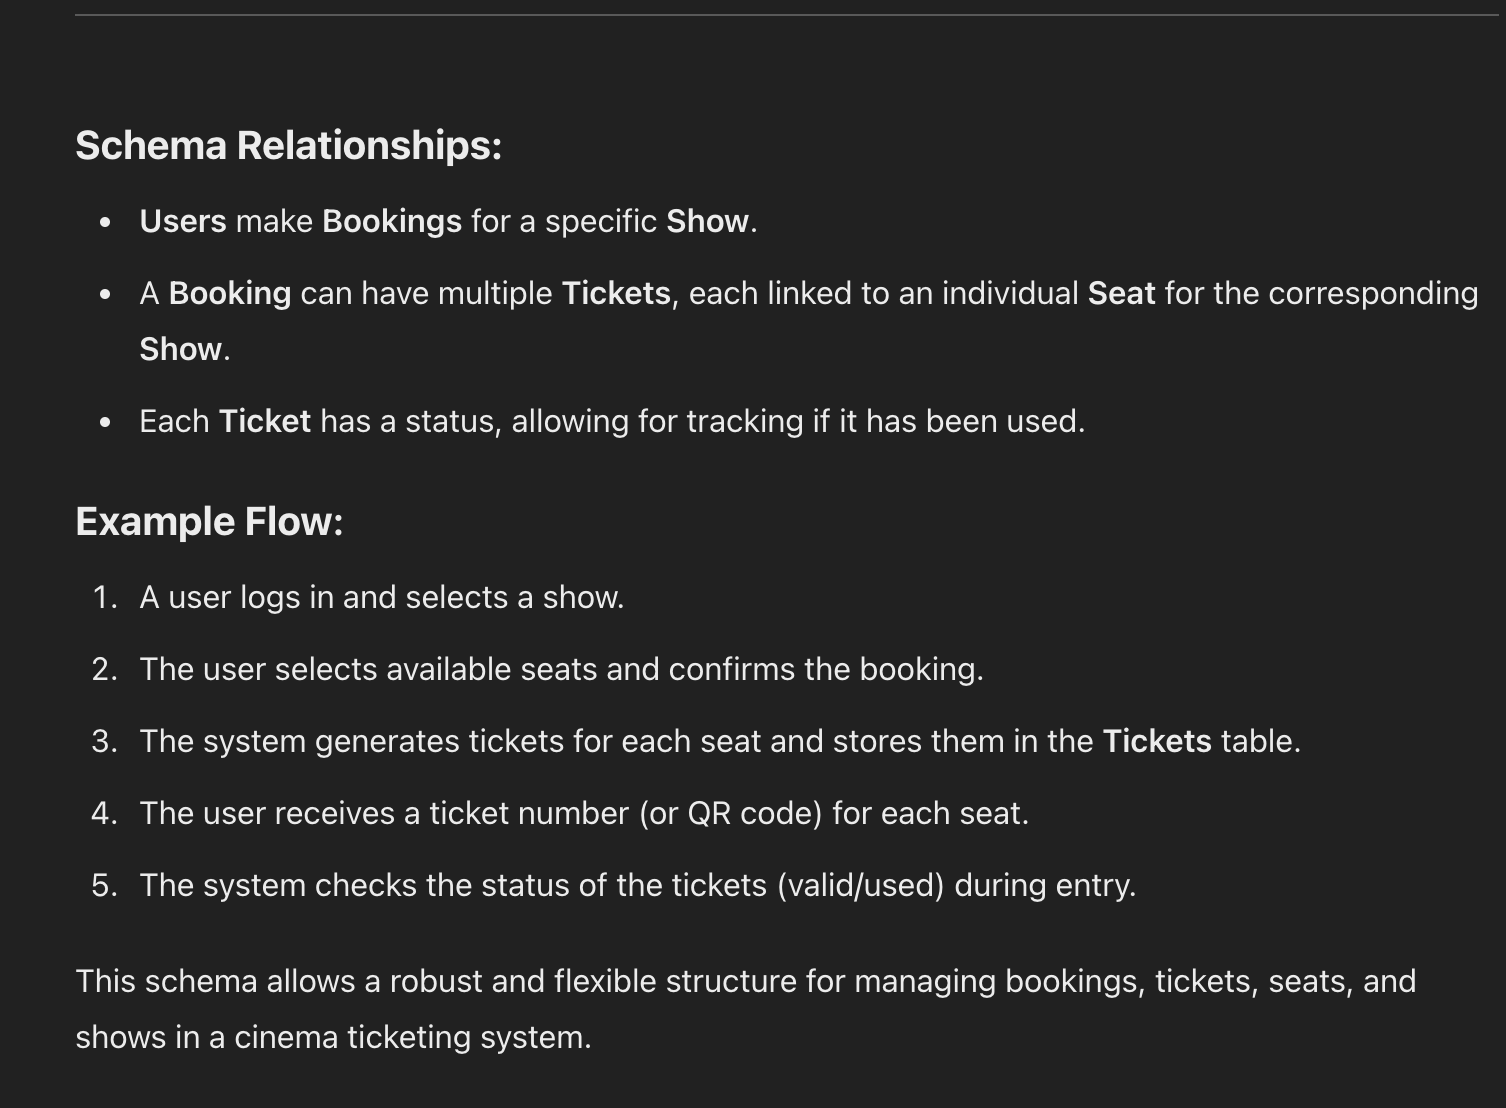 Schema Relationships:
• Users make Bookings for a specific Show.
• A Booking can have multiple Tickets, each linked to an individual Seat for the corresponding
Show.
• Each Ticket has a status, allowing for tracking if it has been used.
Example Flow:
1. A user logs in and selects a show.
2. The user selects available seats and confirms the booking.
3. The system generates tickets for each seat and stores them in the Tickets table.
4. The user receives a ticket number (or QR code) for each seat.
5. The system checks the status of the tickets (valid/used) during entry.
This schema allows a robust and flexible structure for managing bookings, tickets, seats, and
shows in a cinema ticketing system.